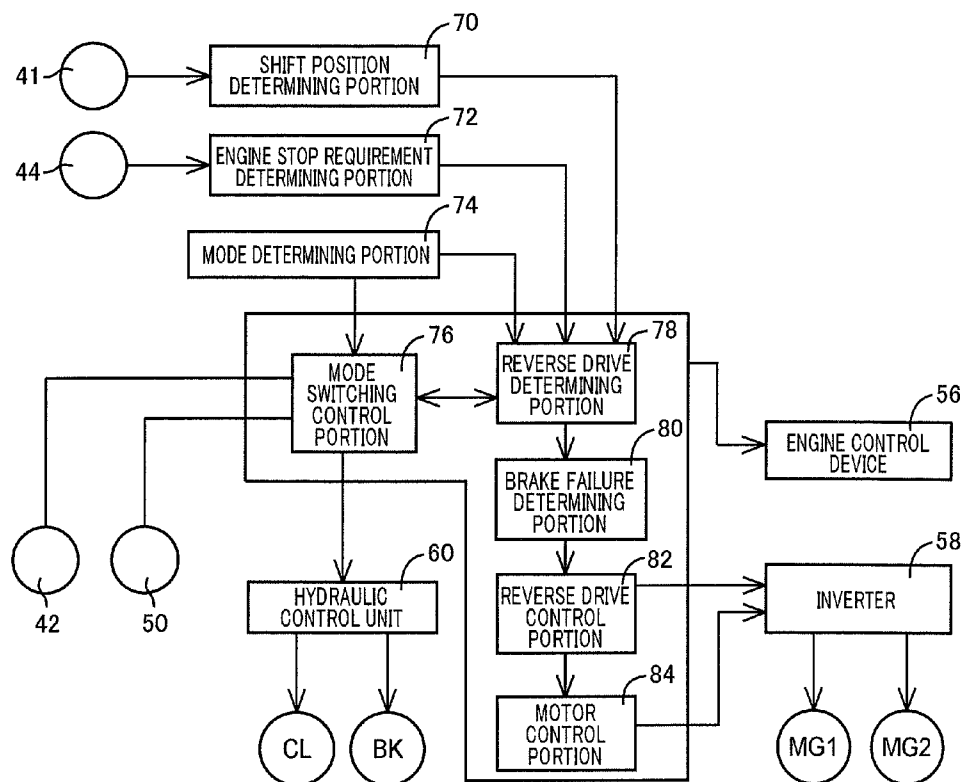 70
41
SHIFT POSITION
DETERMINING PORTION
72
44
ENGINE STOP REQUIREMENT
DETERMINING PORTION
74
MODE DETERMINING PORTION
76
MODE
SWITCHING
CONTROL
PORTION
78
REVERSE DRIVE
DETERMINING
PORTION
56
ENGINE CONTROL
DEVICE
80
BRAKE FAILURE
DETERMINING
PORTION
42
50
60
HYDRAULIC
CONTROL UNIT
82
REVERSE DRIVE
CONTROL
PORTION
58
INVERTER
84
MOTOR
CONTROL
PORTION
CL
BK
MG1
MG2